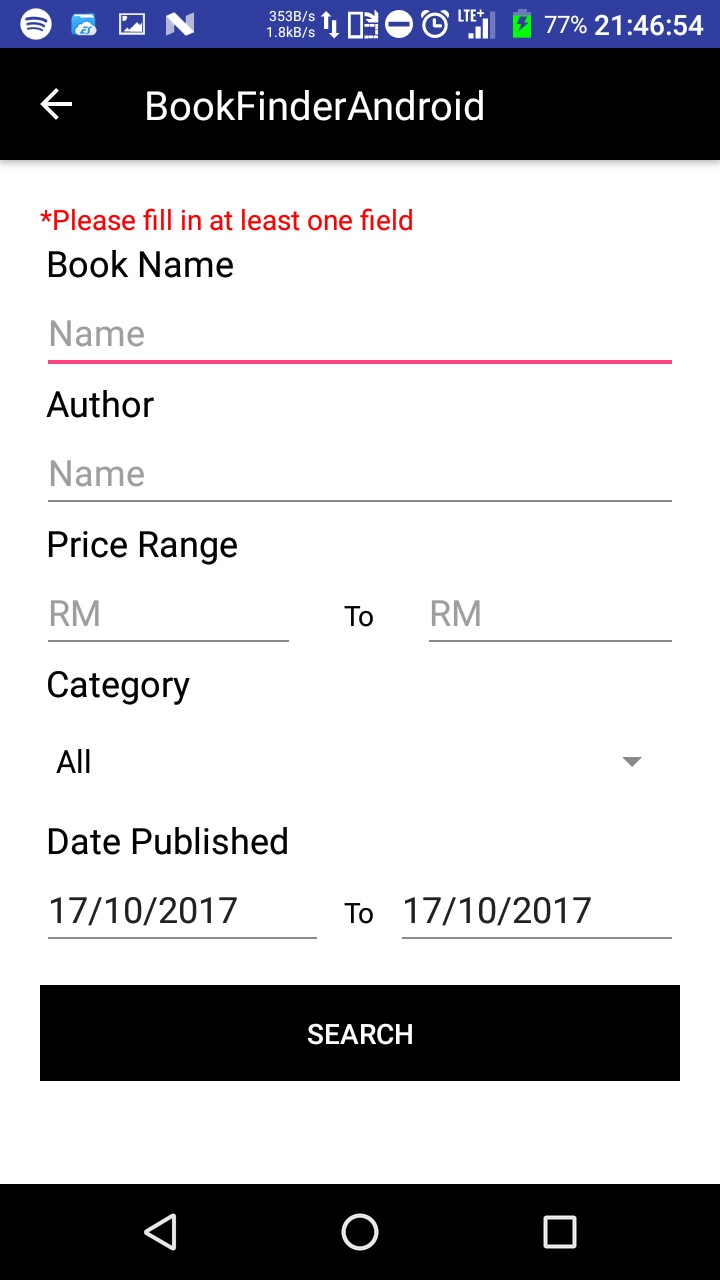 353B/s
1.8kB/s
LTE+
77% 21:46:54
BookFinderAndroid
*Please fill in at least one field
Book Name
Name
Author
Name
Price Range
RM To RM
Category
All
Date Published
17/10/2017 To 17/10/2017
SEARCH